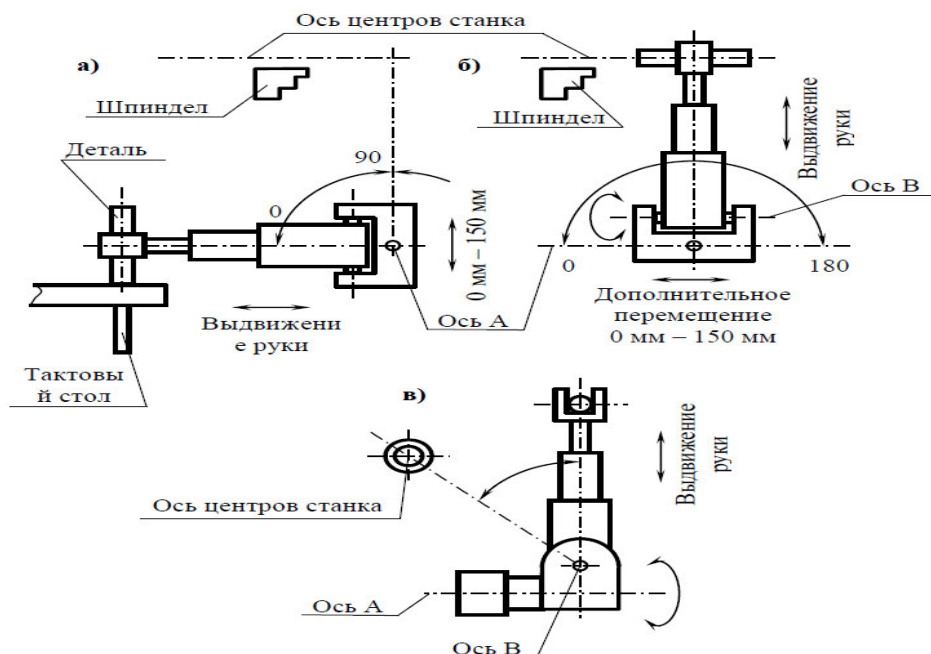 Ось центров станка
а)
Шпиндел
Деталь
90
0
0 мм – 150 мм
Выдвижени
е руки
Ось А
Тактовы
й стол
б)
Шпиндел
Выдвижение
руки
Ось В
0
180
Дополнительное
перемещение
0 мм – 150 мм
в)
Выдвижение
руки
Ось центров станка
Ось А
Ось В